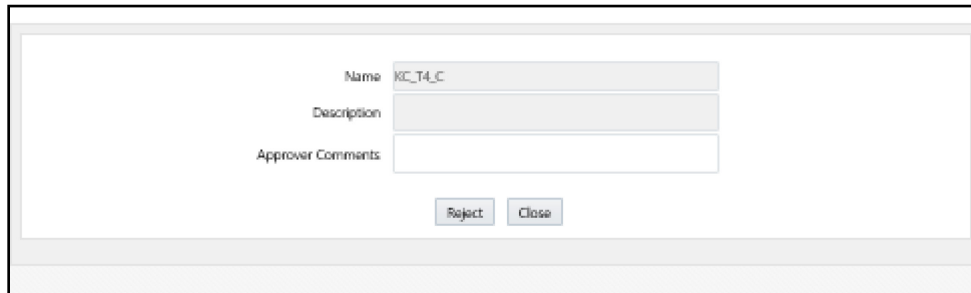 Name KC_T4_C
Description
Approver Comments
Reject Close